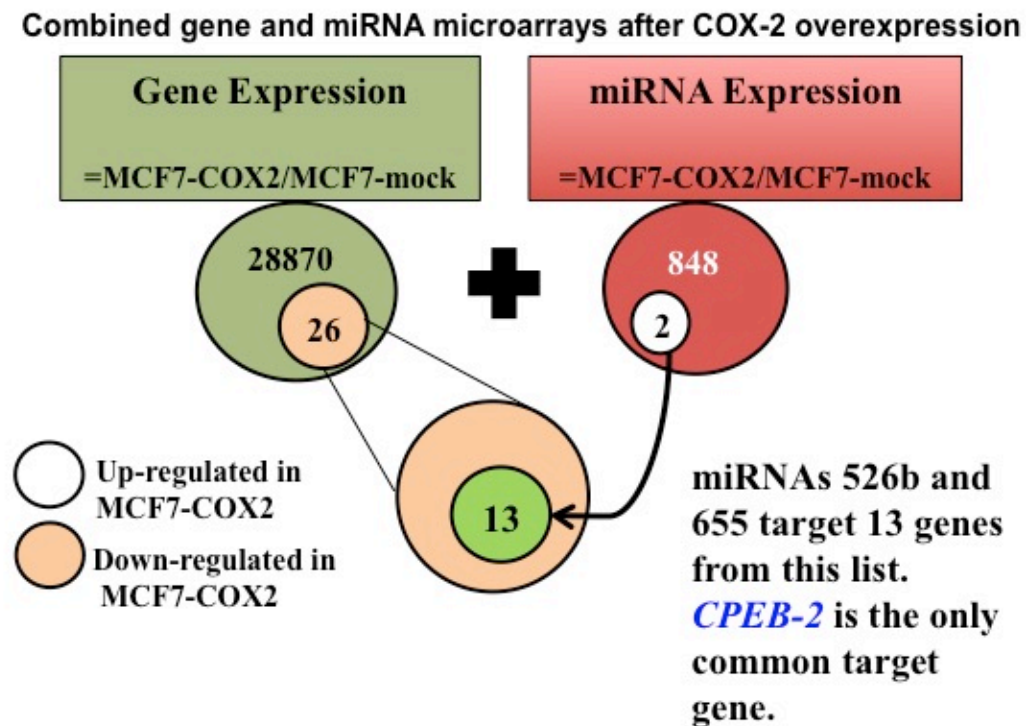 Combined gene and miRNA microarrays after COX-2 overexpression
Gene Expression
=MCF7-COX2/MCF7-mock
miRNA Expression
=MCF7-COX2/MCF7-mock
28870
26
848
2
13
Up-regulated in
MCF7-COX2
Down-regulated in
MCF7-COX2
miRNAs 526b and
655 target 13 genes
from this list.
CPEB-2 is the only
common target
gene.